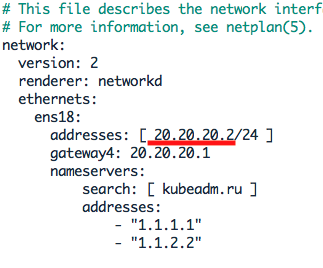 # This file describes the network interf
# For more information, see netplan(5).
network:
  version: 2
  renderer: networkd
  ethernets:
    ens18:
      addresses: [ 20.20.20.2/24 ]
      gateway4: 20.20.20.1
      nameservers:
          search: [ kubeadm.ru ]
          addresses:
              - "1.1.1.1"
              - "1.1.2.2"